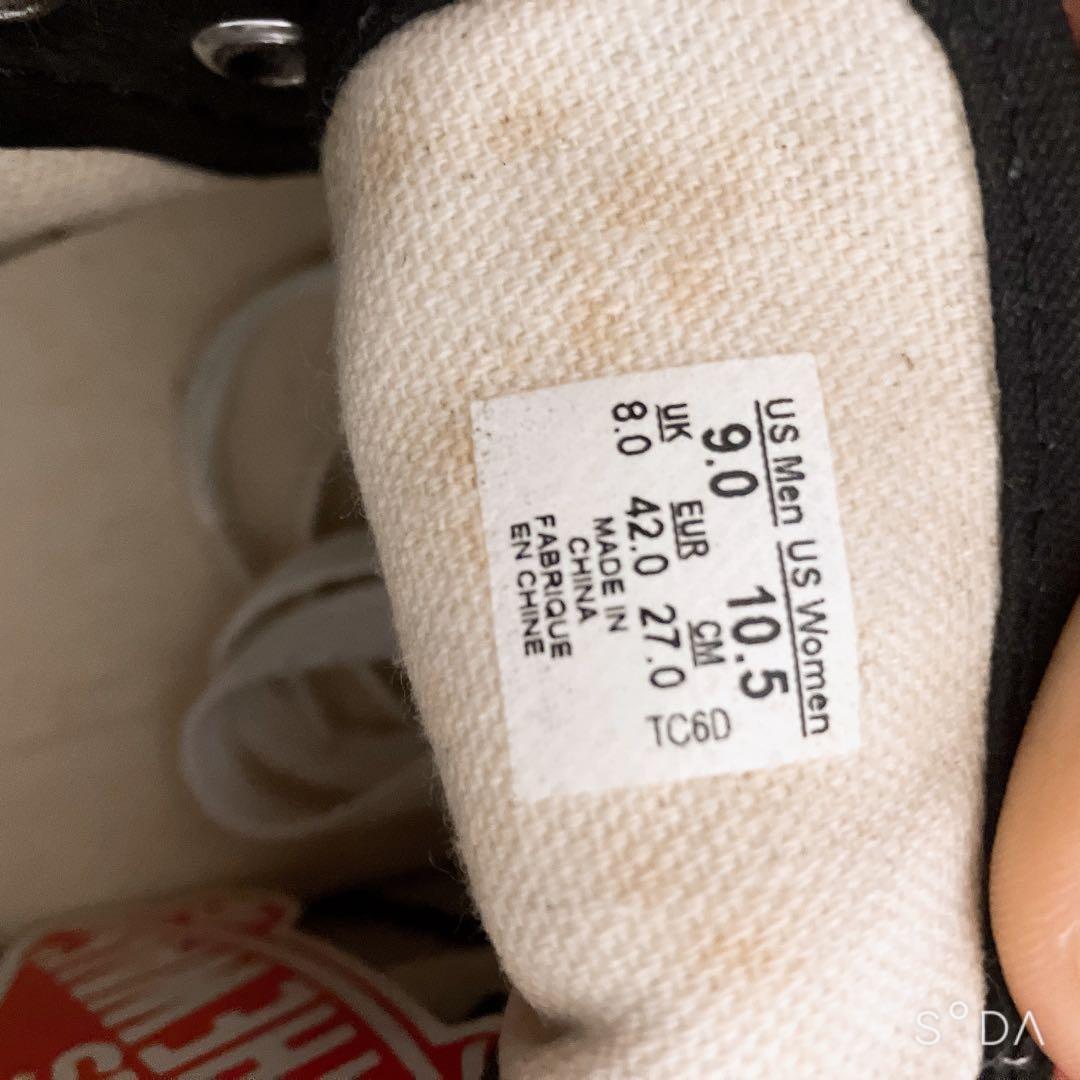 US Men US Women
9.0 10.5
UK EUR CM
8.0 42.0 27.0 TC6D
MADE IN
CHINA
FABRIQUE
EN CHINE
SODA